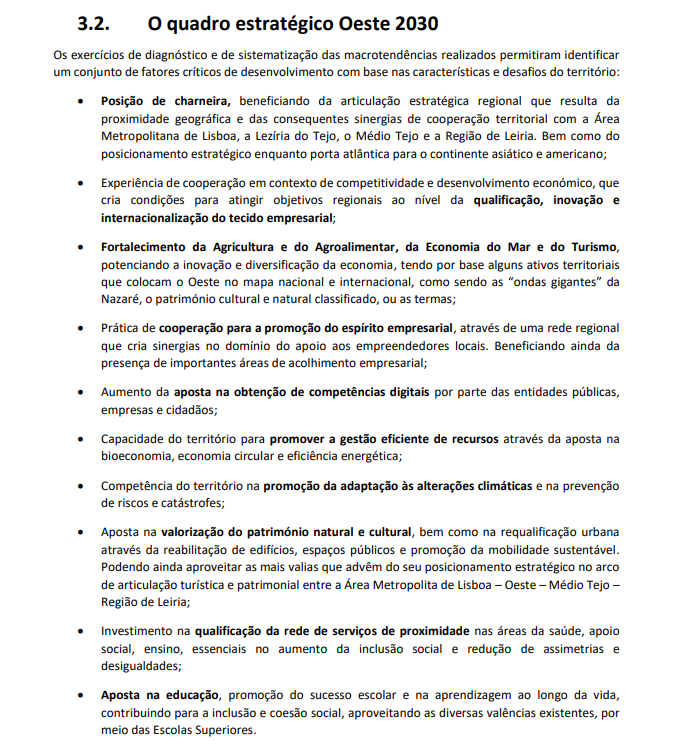 3.2. O quadro estratégico Oeste 2030
Os exercícios de diagnóstico e de sistematização das macrotendências realizados permitiram identificar
um conjunto de fatores críticos de desenvolvimento com base nas características e desafios do território:
• Posição de charneira, beneficiando da articulação estratégica regional que resulta da
proximidade geográfica e das consequentes sinergias de cooperação territorial com a Área
Metropolitana de Lisboa, a Lezíria do Tejo, o Médio Tejo e a Região de Leiria. Bem como do
posicionamento estratégico enquanto porta atlântica para o continente asiático e americano;
• Experiência de cooperação em contexto de competitividade e desenvolvimento económico, que
cria condições para atingir objetivos regionais ao nível da qualificação, inovação e
internacionalização do tecido empresarial;
• Fortalecimento da Agricultura e do Agroalimentar, da Economia do Mar e do Turismo,
potenciando a inovação e diversificação da economia, tendo por base alguns ativos territoriais
que colocam o Oeste no mapa nacional e internacional, como sendo as “ondas gigantes” da
Nazaré, o património cultural e natural classificado, ou as termas;
• Prática de cooperação para a promoção do espírito empresarial, através de uma rede regional
que cria sinergias no domínio do apoio aos empreendedores locais. Beneficiando ainda da
presença de importantes áreas de acolhimento empresarial;
• Aumento da aposta na obtenção de competências digitais por parte das entidades públicas,
empresas e cidadãos;
• Capacidade do território para promover a gestão eficiente de recursos através da aposta na
bioeconomia, economia circular e eficiência energética;
• Competência do território na promoção da adaptação às alterações climáticas e na prevenção
de riscos e catástrofes;
• Aposta na valorização do património natural e cultural, bem como na requalificação urbana
através da reabilitação de edifícios, espaços públicos e promoção da mobilidade sustentável.
Podendo ainda aproveitar as mais valias que advêm do seu posicionamento estratégico no arco
de articulação turística e patrimonial entre a Área Metropolita de Lisboa – Oeste – Médio Tejo –
Região de Leiria;
• Investimento na qualificação da rede de serviços de proximidade nas áreas da saúde, apoio
social, ensino, essenciais no aumento da inclusão social e redução de assimetrias e
desigualdades;
• Aposta na educação, promoção do sucesso escolar e na aprendizagem ao longo da vida,
contribuindo para a inclusão e coesão social, aproveitando as diversas valências existentes, por
meio das Escolas Superiores.